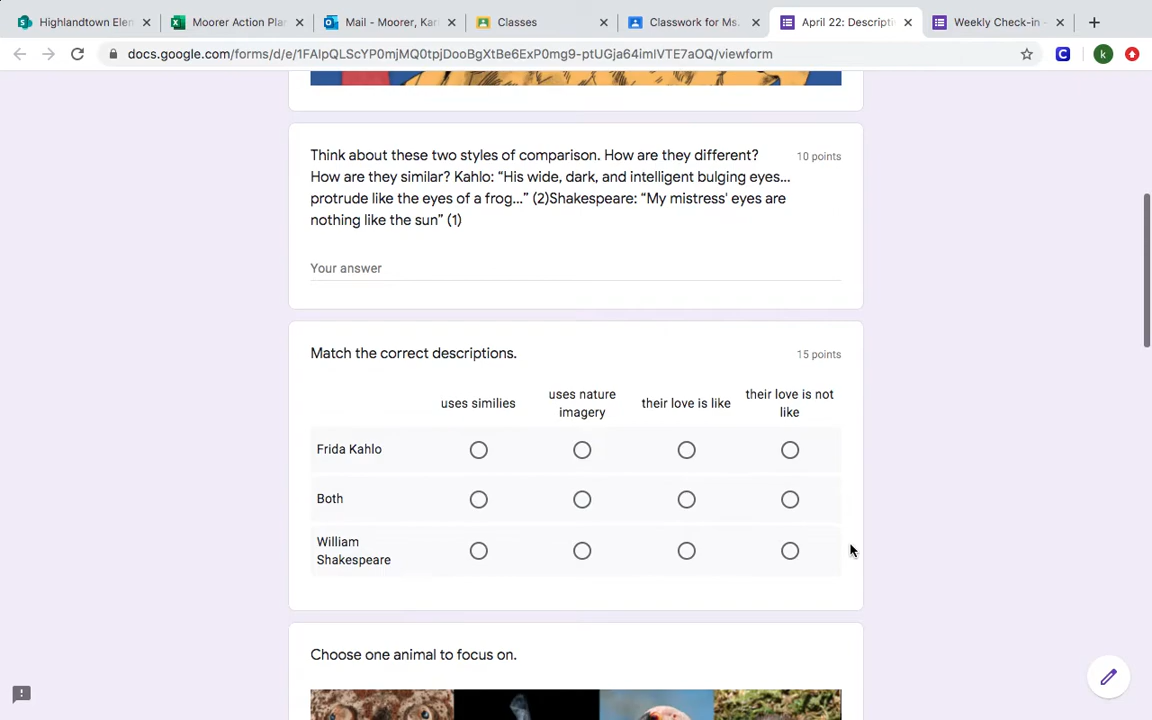 Highlandtown Elen
Moorer Action Plan
Mail - Moorer, Kar
Classes
Classwork for Ms.
April 22: Descripti
Weekly Check-in -
docs.google.com/forms/d/e/1FAIpQLScYP0mjMQ0tpjDooBgXtBe6ExP0mg9-ptUGja64imIVTE7aOQ/viewform
Think about these two styles of comparison. How are they different?
10 points
How are they similar? Kahlo: “His wide, dark, and intelligent bulging eyes...
protrude like the eyes of a frog...” (2)Shakespeare: “My mistress' eyes are
nothing like the sun” (1)
Your answer
Match the correct descriptions.
15 points
uses similies
uses nature
imagery
their love is like
their love is not
like
Frida Kahlo
Both
William
Shakespeare
Choose one animal to focus on.